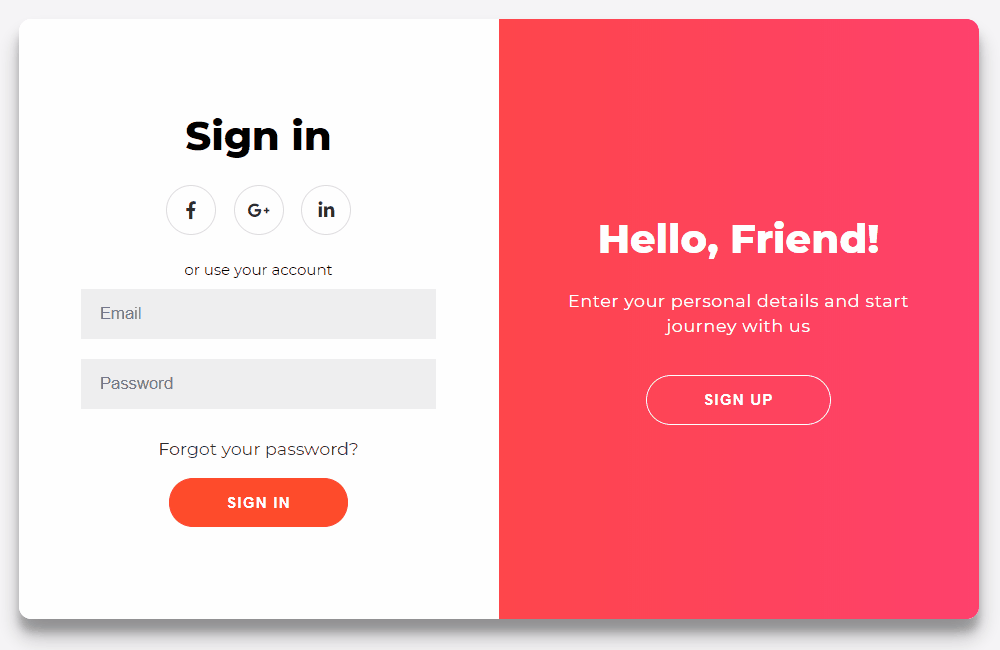 Sign in
f G+ in
or use your account
Email
Password
Forgot your password?
SIGN IN
Hello, Friend!
Enter your personal details and start
journey with us
SIGN UP